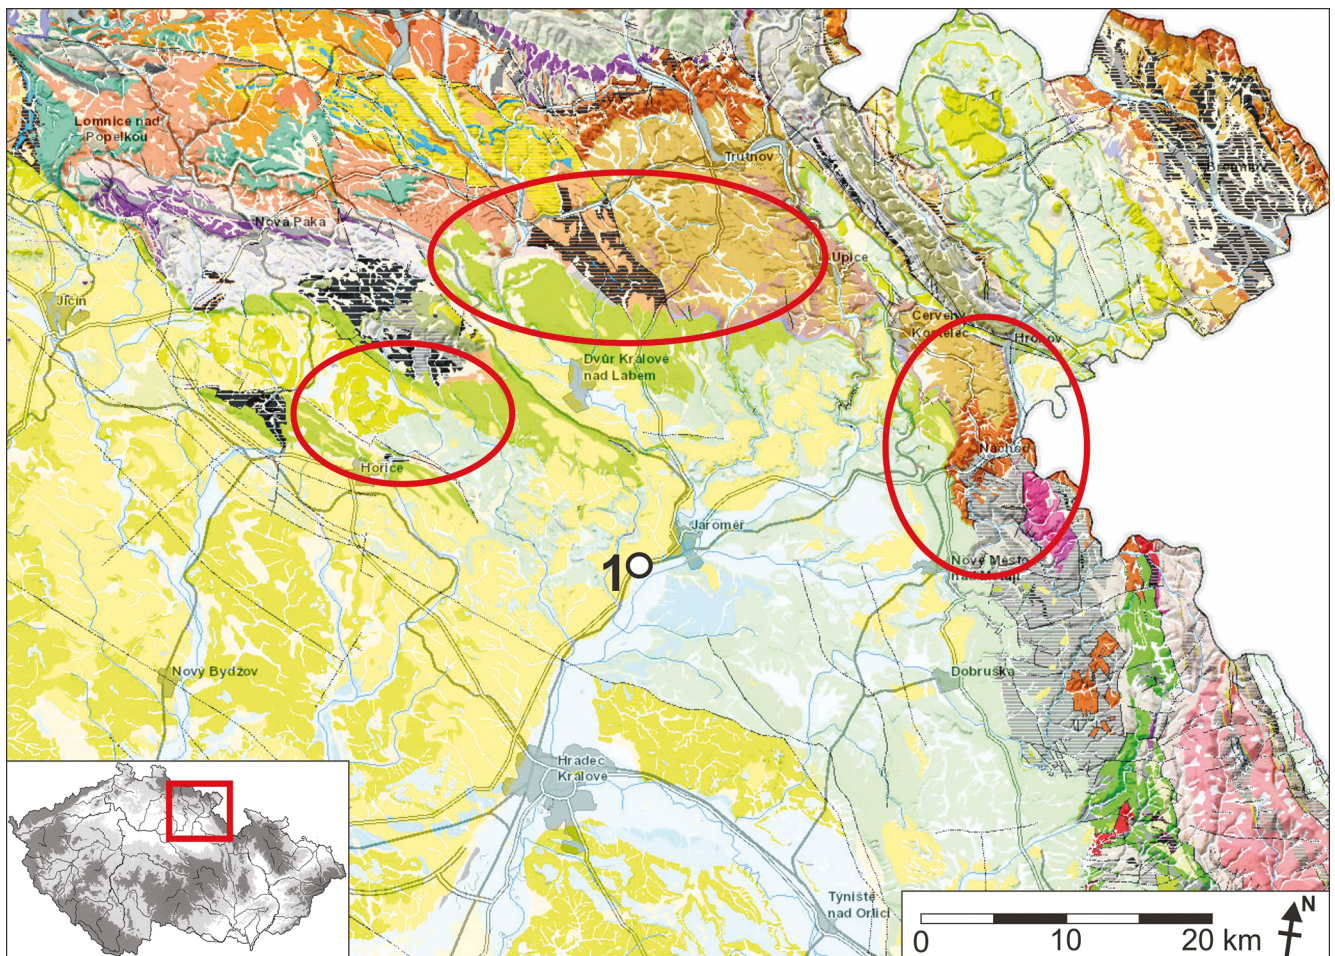 Lomnice nad
Popelkou
Trutnov
Nová Paka
Úpice
Jičín
Červený
Kostelec
Hronov
Dvůr Králové
nad Labem
Náchod
Hořice
Jaroměř
1
Nové Město
nad Metují
Nový Bydžov
Dobruška
Hradec
Králové
Týniště
nad Orlicí
N
0 10 20 km